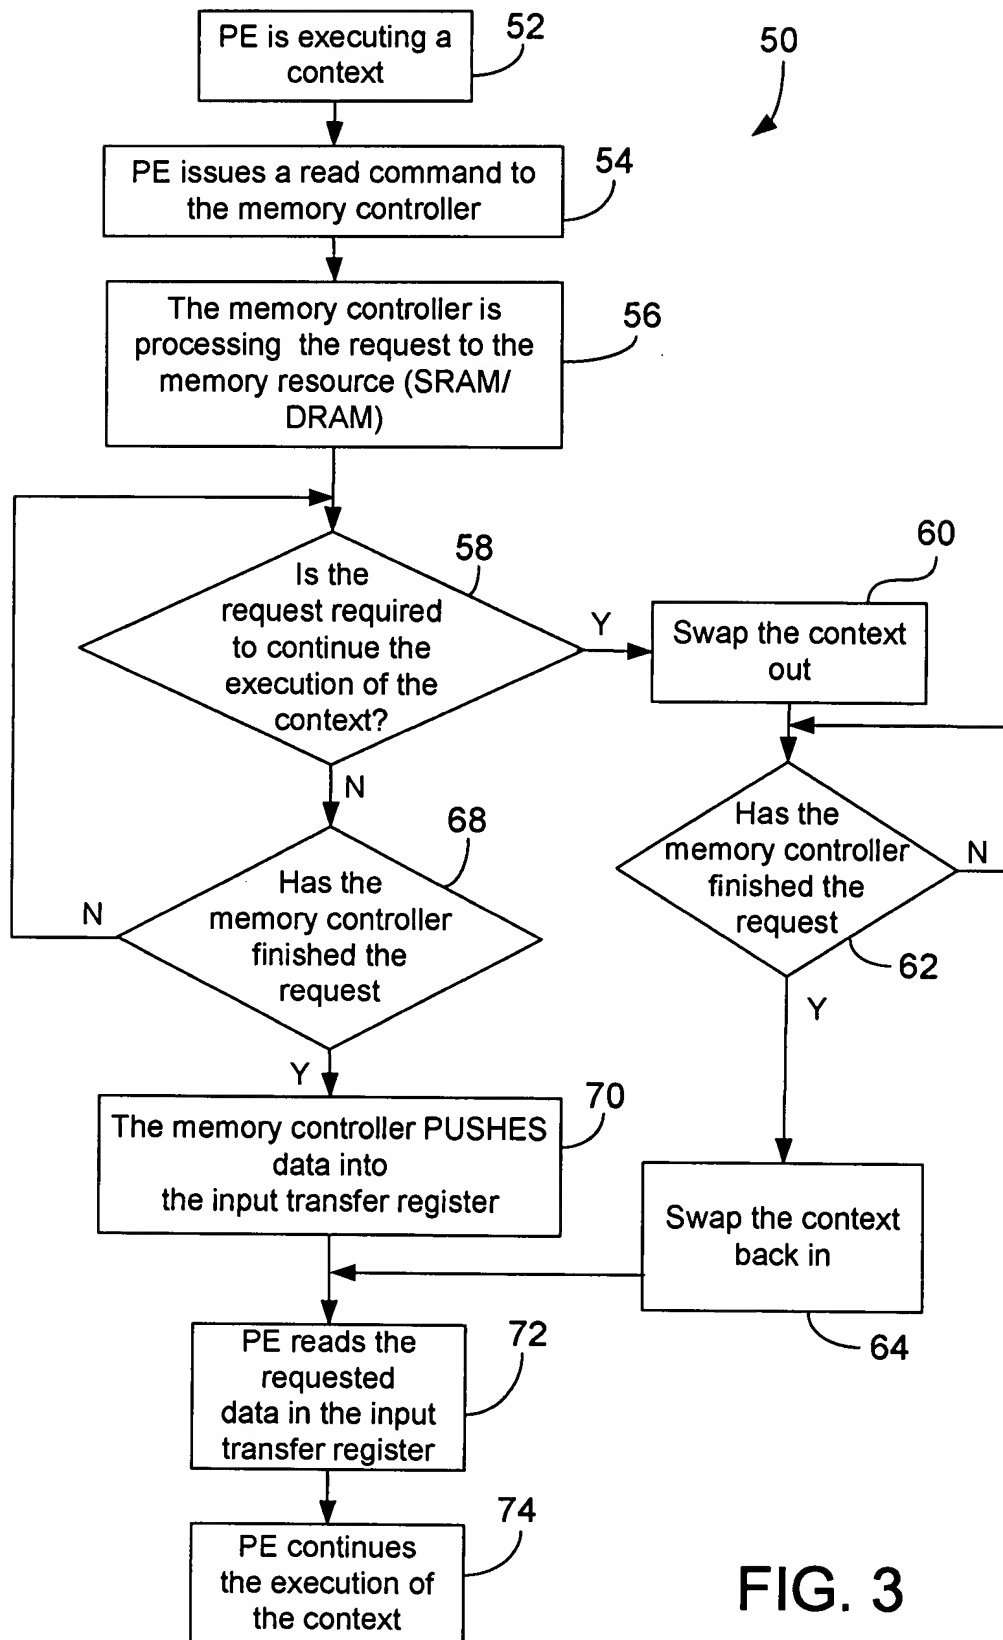 PE is executing a
context
52
50
PE issues a read command to
the memory controller
54
The memory controller is
processing the request to the
memory resource (SRAM/
DRAM)
56
Is the
request required
to continue the
execution of the
context?
58
Y
60
Swap the context
out
N
68
Has the
memory controller
finished the
request
N
Has the
memory controller
finished the
request
N
62
Y
Y
70
The memory controller PUSHES
data into
the input transfer register
Swap the context
back in
64
PE reads the
requested
data in the input
transfer register
72
PE continues
the execution of
the context
74
FIG. 3